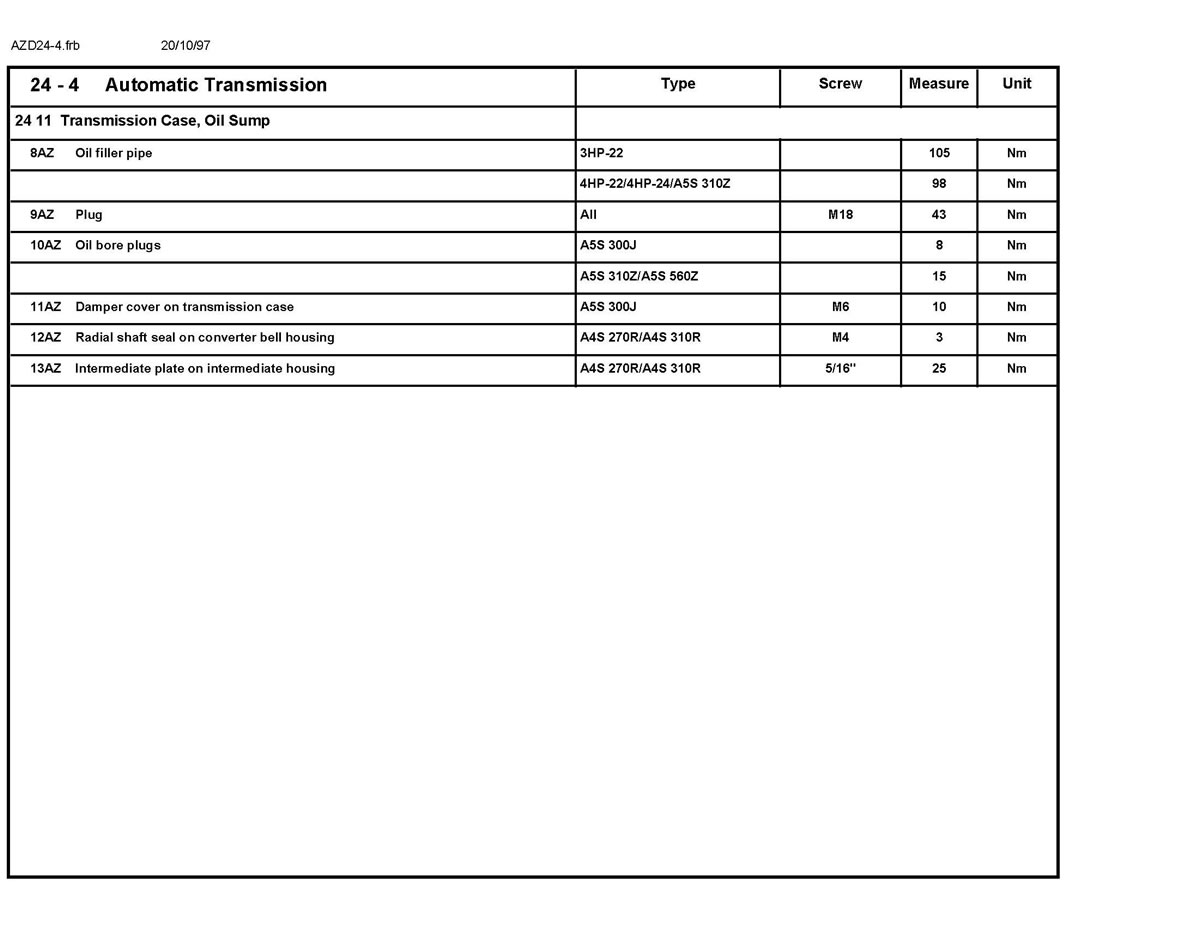 AZD24-4.frb 20/10/97
24 - 4 Automatic Transmission Type Screw Measure Unit
24 11 Transmission Case, Oil Sump
8AZ Oil filler pipe 3HP-22 105 Nm
4HP-22/4HP-24/A5S 310Z 98 Nm
9AZ Plug All M18 43 Nm
10AZ Oil bore plugs A5S 300J 8 Nm
A5S 310Z/A5S 560Z 15 Nm
11AZ Damper cover on transmission case A5S 300J M6 10 Nm
12AZ Radial shaft seal on converter bell housing A4S 270R/A4S 310R M4 3 Nm
13AZ Intermediate plate on intermediate housing A4S 270R/A4S 310R 5/16" 25 Nm